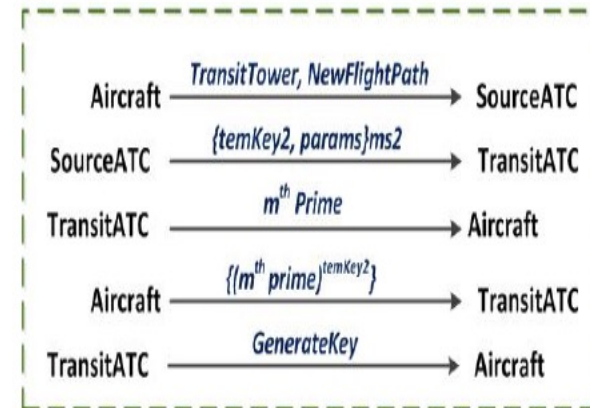 TransitTower, NewFlightPath
Aircraft SourceATC
{temKey2, params}ms2
SourceATC TransitATC
mᵗʰ Prime
TransitATC Aircraft
{(mᵗʰ prime)ᵗᵉᵐᴷᵉʸ²}
Aircraft TransitATC
GenerateKey
TransitATC Aircraft